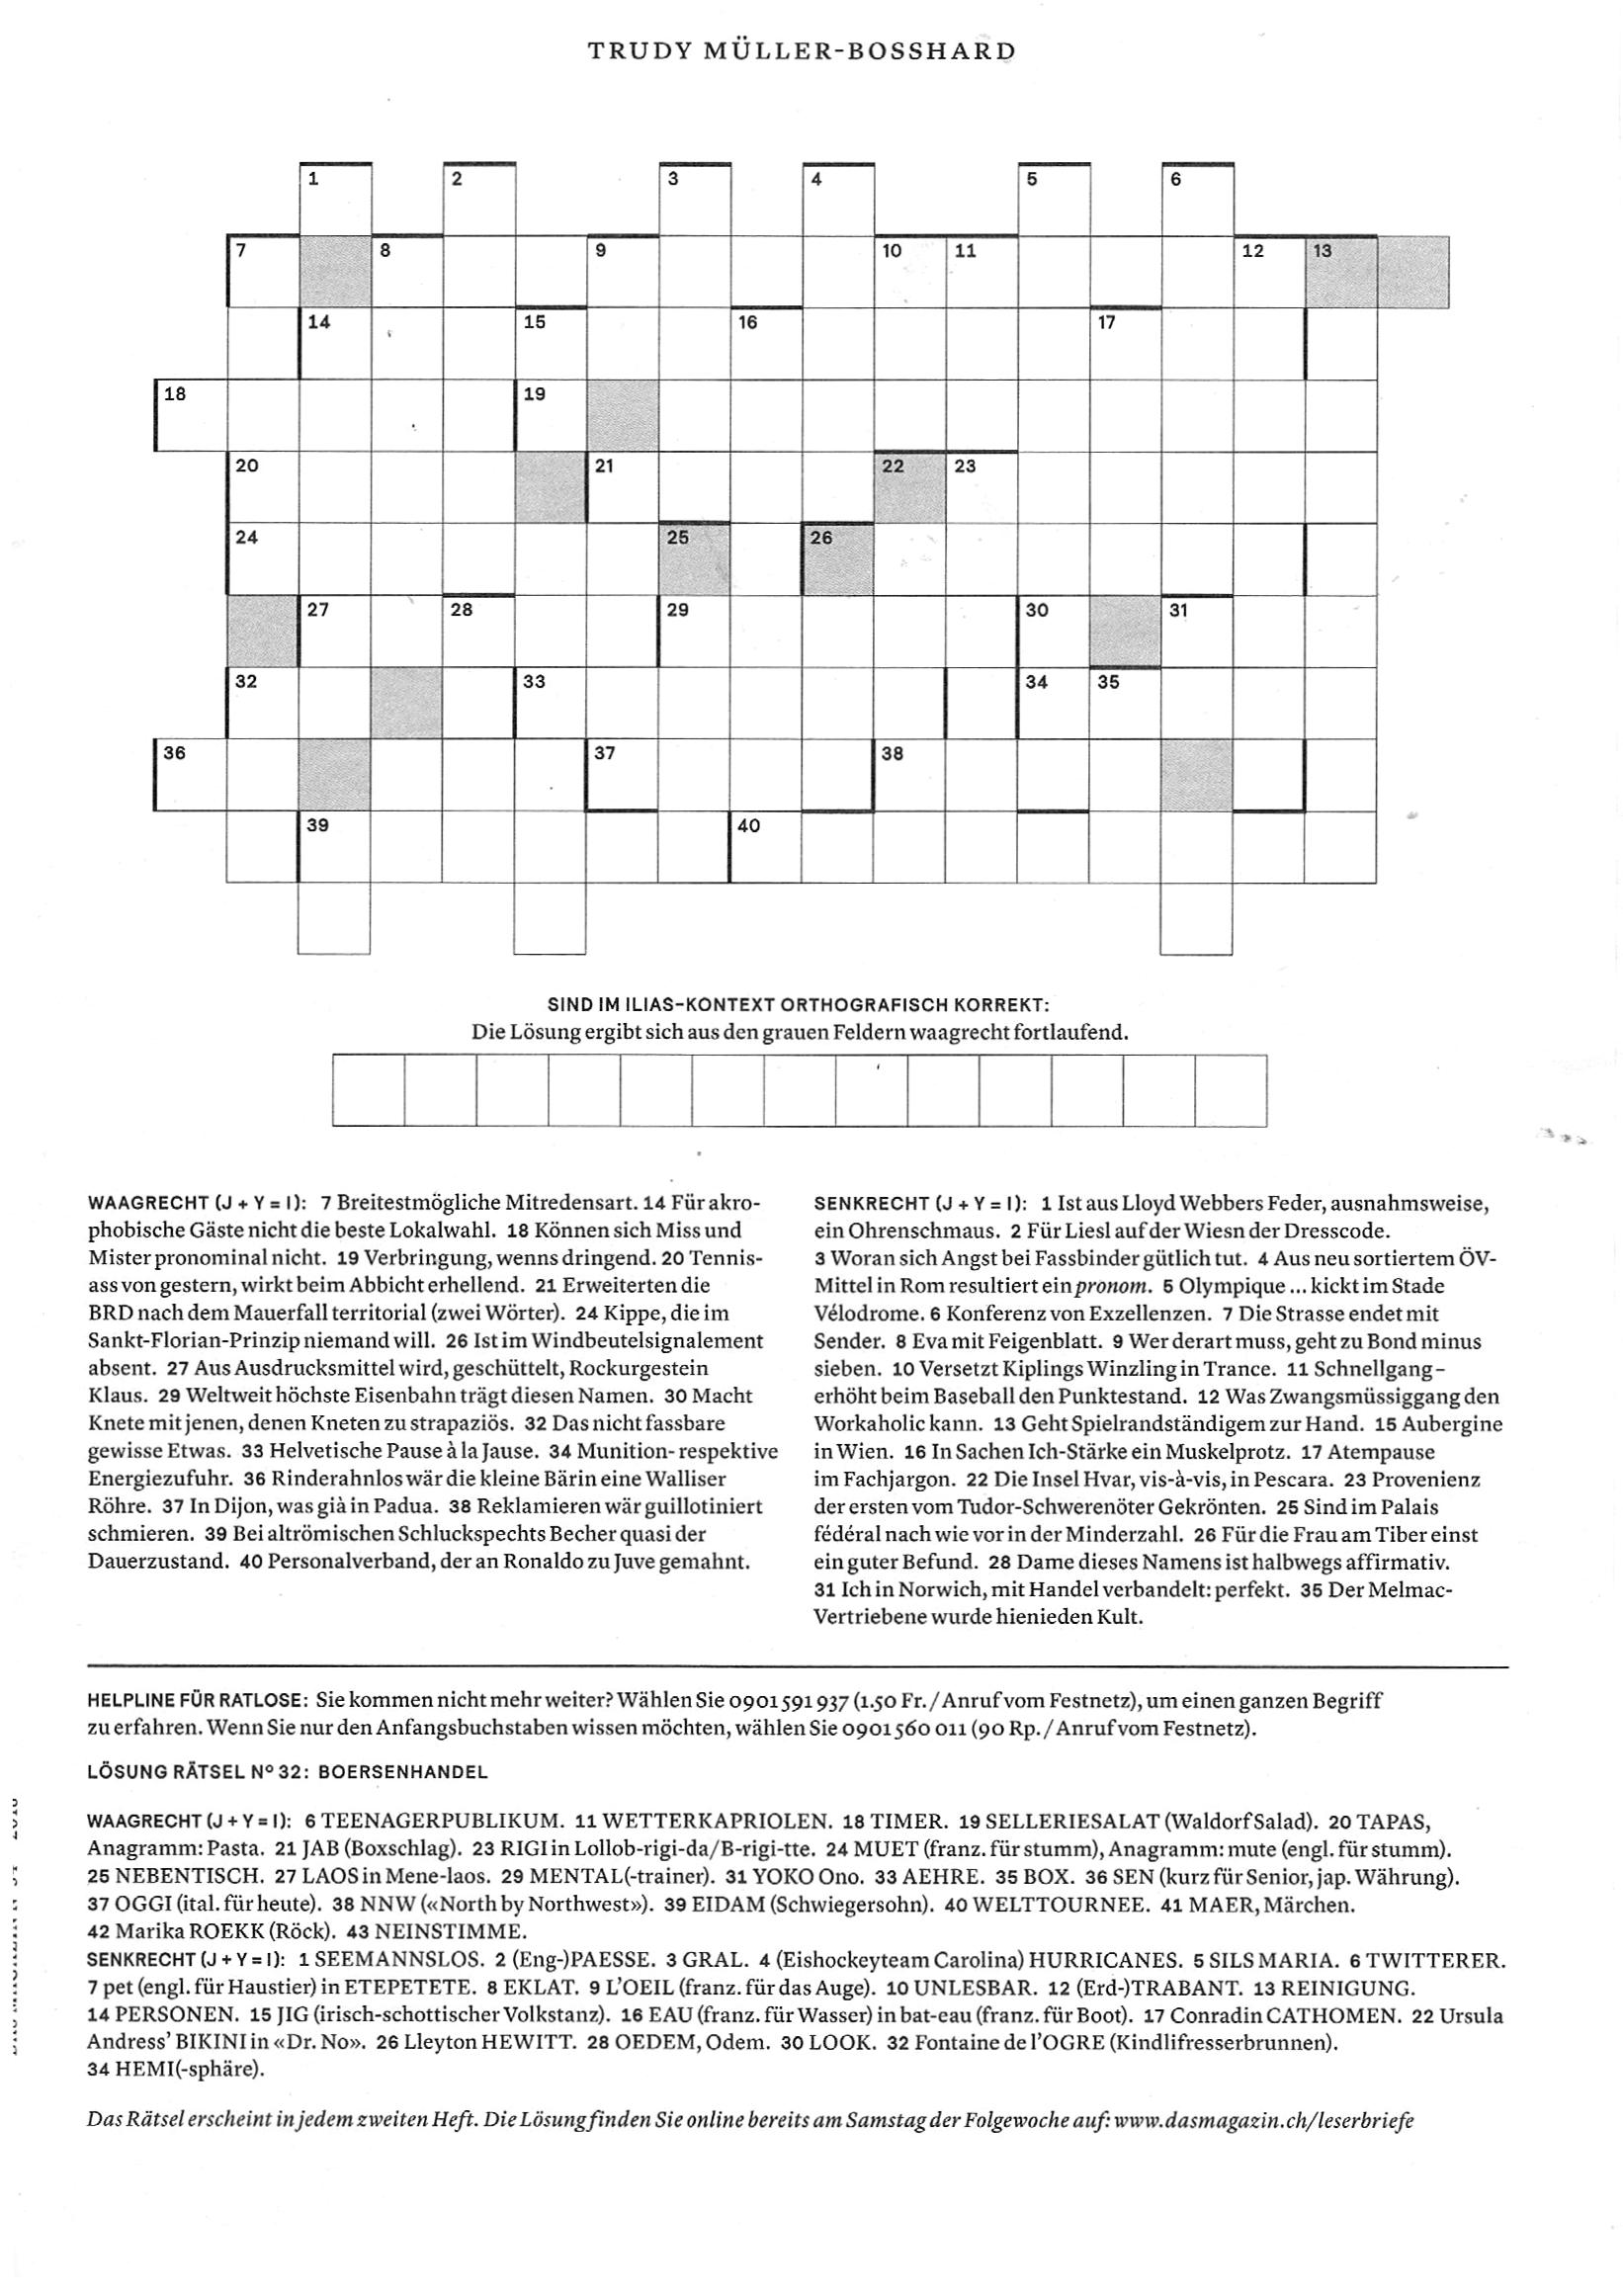 TRUDY MÜLLER-BOSSHARD
1 2 3 4 5 6
7 8 9 10 11 12 13
14 15 16 17
18 19
20 21 22 23
24 25 26
27 28 29 30 31
32 33 34 35
36 37 38
39 40
SIND IM ILIAS-KONTEXT ORTHOGRAFISCH KORREKT:
Die Lösung ergibt sich aus den grauen Feldern waagrecht fortlaufend.
WAAGRECHT (J + Y = I): 7 Breitestmögliche Mitredensart. 14 Für akro-
phobische Gäste nicht die beste Lokalwahl. 18 Können sich Miss und
Mister pronominal nicht. 19 Verbringung, wenns dringend. 20 Tennis-
ass von gestern, wirkt beim Abbicht erhellend. 21 Erweiterten die
BRD nach dem Mauerfall territorial (zwei Wörter). 24 Kippe, die im
Sankt-Florian-Prinzip niemand will. 26 Ist im Windbeutelsignalement
absent. 27 Aus Ausdrucksmittel wird, geschüttelt, Rockurgestein
Klaus. 29 Weltweit höchste Eisenbahn trägt diesen Namen. 30 Macht
Knete mit jenen, denen Kneten zu strapaziös. 32 Das nicht fassbare
gewisse Etwas. 33 Helvetische Pause à la Jause. 34 Munition- respektive
Energiezufuhr. 36 Rinderahnlos wär die kleine Bärin eine Walliser
Röhre. 37 In Dijon, was già in Padua. 38 Reklamieren wär guillotiniert
schmieren. 39 Bei altrömischen Schluckspechts Becher quasi der
Dauerzustand. 40 Personalverband, der an Ronaldo zu Juve gemahnt.
SENKRECHT (J + Y = I): 1 Ist aus Lloyd Webbers Feder, ausnahmsweise,
ein Ohrenschmaus. 2 Für Liesl auf der Wiesn der Dresscode.
3 Woran sich Angst bei Fassbinder gütlich tut. 4 Aus neu sortiertem ÖV-
Mittel in Rom resultiert ein pronom. 5 Olympique ... kickt im Stade
Vélodrome. 6 Konferenz von Exzellenzen. 7 Die Strasse endet mit
Sender. 8 Eva mit Feigenblatt. 9 Wer derart muss, geht zu Bond minus
sieben. 10 Versetzt Kiplings Winzling in Trance. 11 Schnellgang-
erhöht beim Baseball den Punktestand. 12 Was Zwangsmüssiggang den
Workaholic kann. 13 Geht Spielrandständigem zur Hand. 15 Aubergine
in Wien. 16 In Sachen Ich-Stärke ein Muskelprotz. 17 Atempause
im Fachjargon. 22 Die Insel Hvar, vis-à-vis, in Pescara. 23 Provenienz
der ersten vom Tudor-Schwerenöter Gekrönten. 25 Sind im Palais
fédéral nach wie vor in der Minderzahl. 26 Für die Frau am Tiber einst
ein guter Befund. 28 Dame dieses Namens ist halbwegs affirmativ.
31 Ich in Norwich, mit Handel verbandelt: perfekt. 35 Der Melmac-
Vertriebene wurde hienieden Kult.
HELPLINE FÜR RATLOSE: Sie kommen nicht mehr weiter? Wählen Sie 0901 591 937 (1.50 Fr. / Anruf vom Festnetz), um einen ganzen Begriff
zu erfahren. Wenn Sie nur den Anfangsbuchstaben wissen möchten, wählen Sie 0901 560 011 (90 Rp. / Anruf vom Festnetz).
LÖSUNG RÄTSEL Nº 32: BOERSENHANDEL
WAAGRECHT (J + Y = I): 6 TEENAGERPUBLIKUM. 11 WETTERKAPRIOLEN. 18 TIMER. 19 SELLERIESALAT (Waldorf Salad). 20 TAPAS,
Anagramm: Pasta. 21 JAB (Boxschlag). 23 RIGI in Lollob-rigi-da/B-rigi-tte. 24 MUET (franz. für stumm), Anagramm: mute (engl. für stumm).
25 NEBENTISCH. 27 LAOS in Mene-laos. 29 MENTAL(-trainer). 31 YOKO Ono. 33 AEHRE. 35 BOX. 36 SEN (kurz für Senior, jap. Währung).
37 OGGI (ital. für heute). 38 NNW («North by Northwest»). 39 EIDAM (Schwiegersohn). 40 WELTTOURNEE. 41 MAER, Märchen.
42 Marika ROEKK (Röck). 43 NEINSTIMME.
SENKRECHT (J + Y = I): 1 SEEMANNSLOS. 2 (Eng-)PAESSE. 3 GRAL. 4 (Eishockeyteam Carolina) HURRICANES. 5 SILS MARIA. 6 TWITTERER.
7 pet (engl. für Haustier) in ETEPETETE. 8 EKLAT. 9 L'OEIL (franz. für das Auge). 10 UNLESBAR. 12 (Erd-)TRABANT. 13 REINIGUNG.
14 PERSONEN. 15 JIG (irisch-schottischer Volkstanz). 16 EAU (franz. für Wasser) in bat-eau (franz. für Boot). 17 Conradin CATHOMEN. 22 Ursula
Andress' BIKINI in «Dr. No». 26 Lleyton HEWITT. 28 OEDEM, Odem. 30 LOOK. 32 Fontaine de l'OGRE (Kindlifresserbrunnen).
34 HEMI(-sphäre).
Das Rätsel erscheint in jedem zweiten Heft. Die Lösung finden Sie online bereits am Samstag der Folgewoche auf: www.dasmagazin.ch/leserbriefe